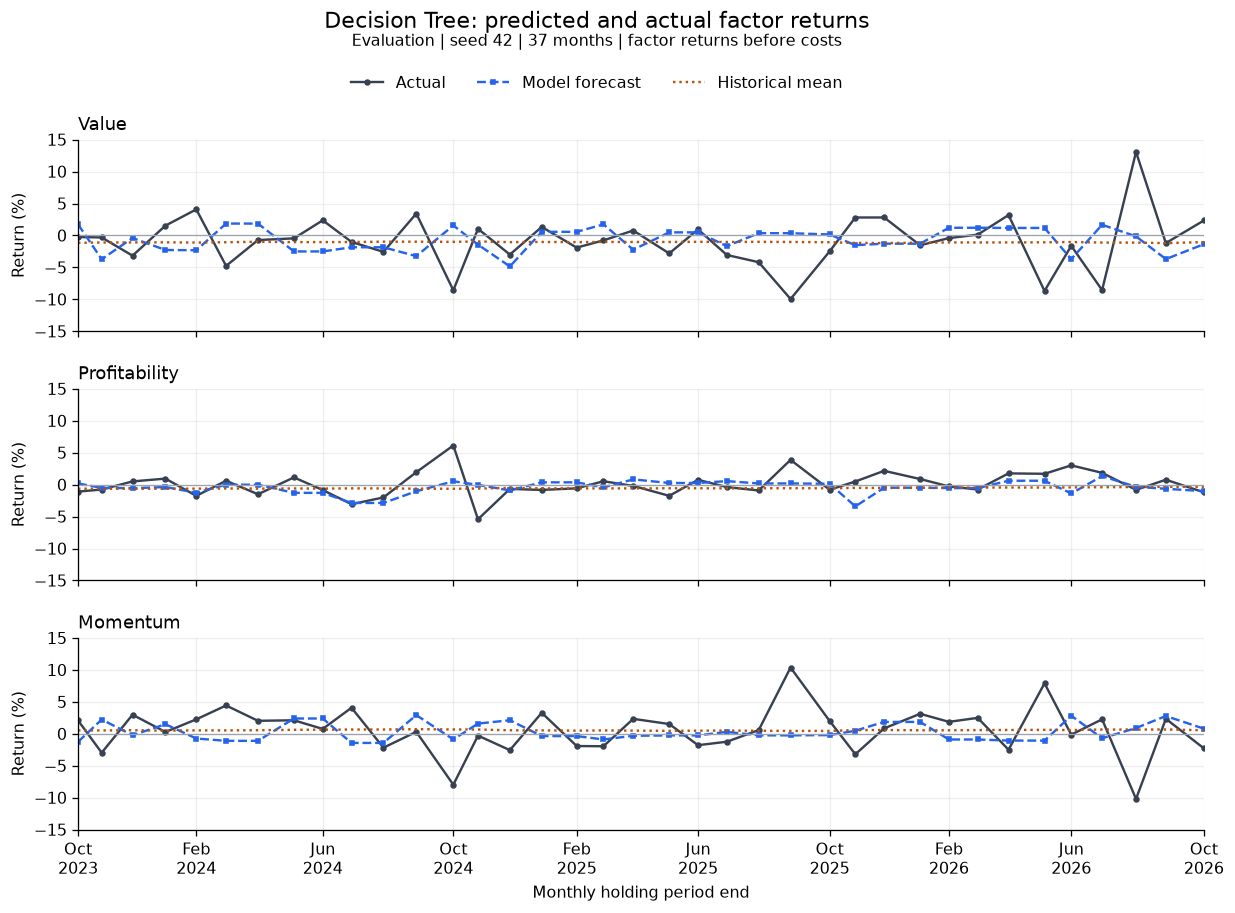 Decision Tree: predicted and actual factor returns
Evaluation | seed 42 | 37 months | factor returns before costs
Actual Model forecast Historical mean
Value
15
10
5
0
−5
−10
−15
Return (%)
Profitability
15
10
5
0
−5
−10
−15
Return (%)
Momentum
15
10
5
0
−5
−10
−15
Return (%)
Oct Feb Jun Oct Feb Jun Oct Feb Jun Oct
2023 2024 2024 2024 2025 2025 2025 2026 2026 2026
Monthly holding period end